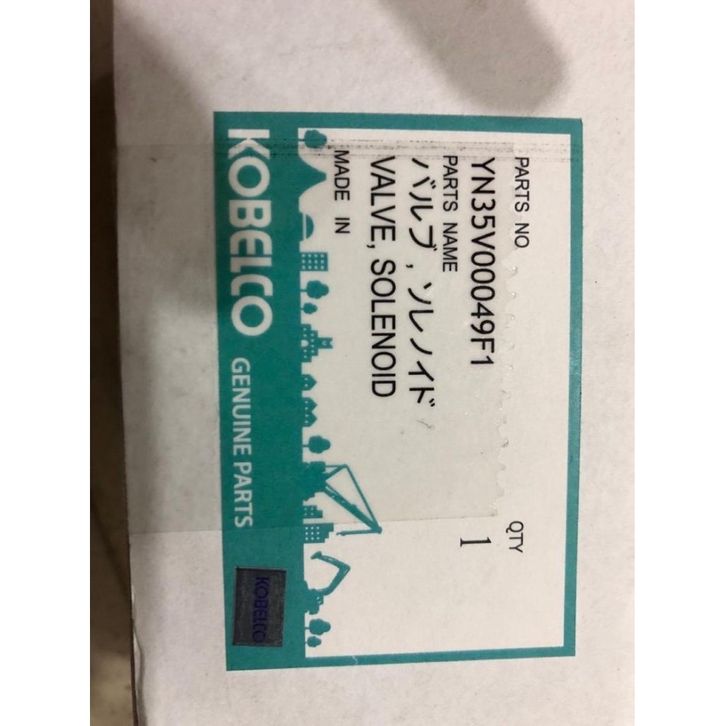 PARTS NO. QTY
YN35V00049F1 1
PARTS NAME
バルブ , ソレノイド
VALVE, SOLENOID
MADE IN
KOBELCO GENUINE PARTS
KOBELCO